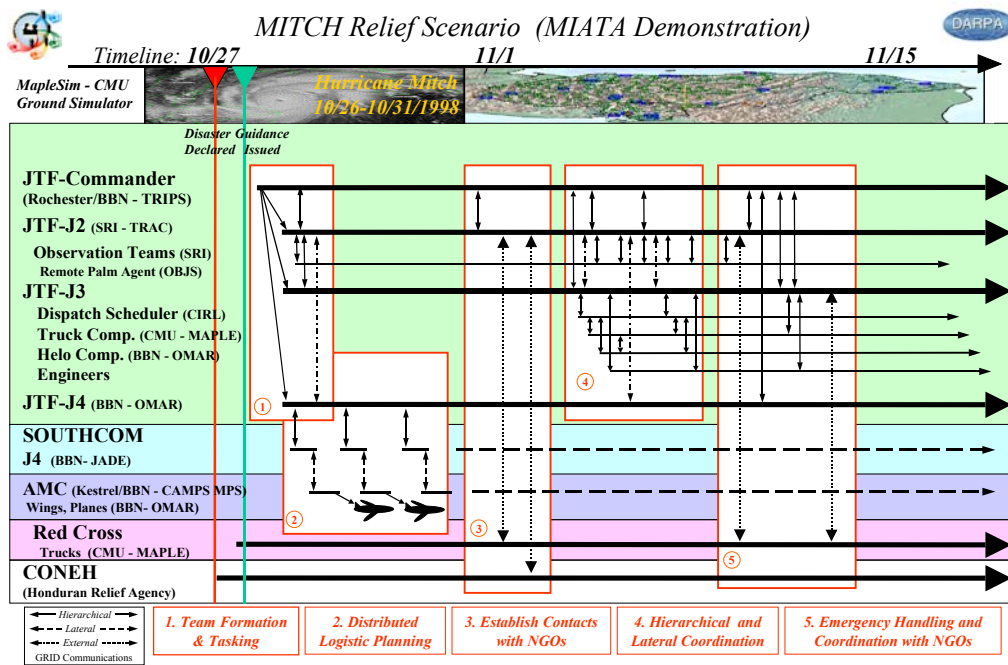 MITCH Relief Scenario (MIATA Demonstration)
DARPA
Timeline: 10/27 11/1 11/15
MapleSim - CMU
Ground Simulator
Hurricane Mitch
10/26-10/31/1998
Disaster Guidance
Declared Issued
JTF-Commander
(Rochester/BBN - TRIPS)
JTF-J2 (SRI - TRAC)
Observation Teams (SRI)
Remote Palm Agent (OBJS)
JTF-J3
Dispatch Scheduler (CIRL)
Truck Comp. (CMU - MAPLE)
Helo Comp. (BBN - OMAR)
Engineers
JTF-J4 (BBN - OMAR)
1
4
SOUTHCOM
J4 (BBN- JADE)
AMC (Kestrel/BBN - CAMPS MPS)
Wings, Planes (BBN- OMAR)
2
3
Red Cross
Trucks (CMU - MAPLE)
5
CONEH
(Honduran Relief Agency)
Hierarchical
Lateral
External
GRID Communications
1. Team Formation
& Tasking
2. Distributed
Logistic Planning
3. Establish Contacts
with NGOs
4. Hierarchical and
Lateral Coordination
5. Emergency Handling and
Coordination with NGOs